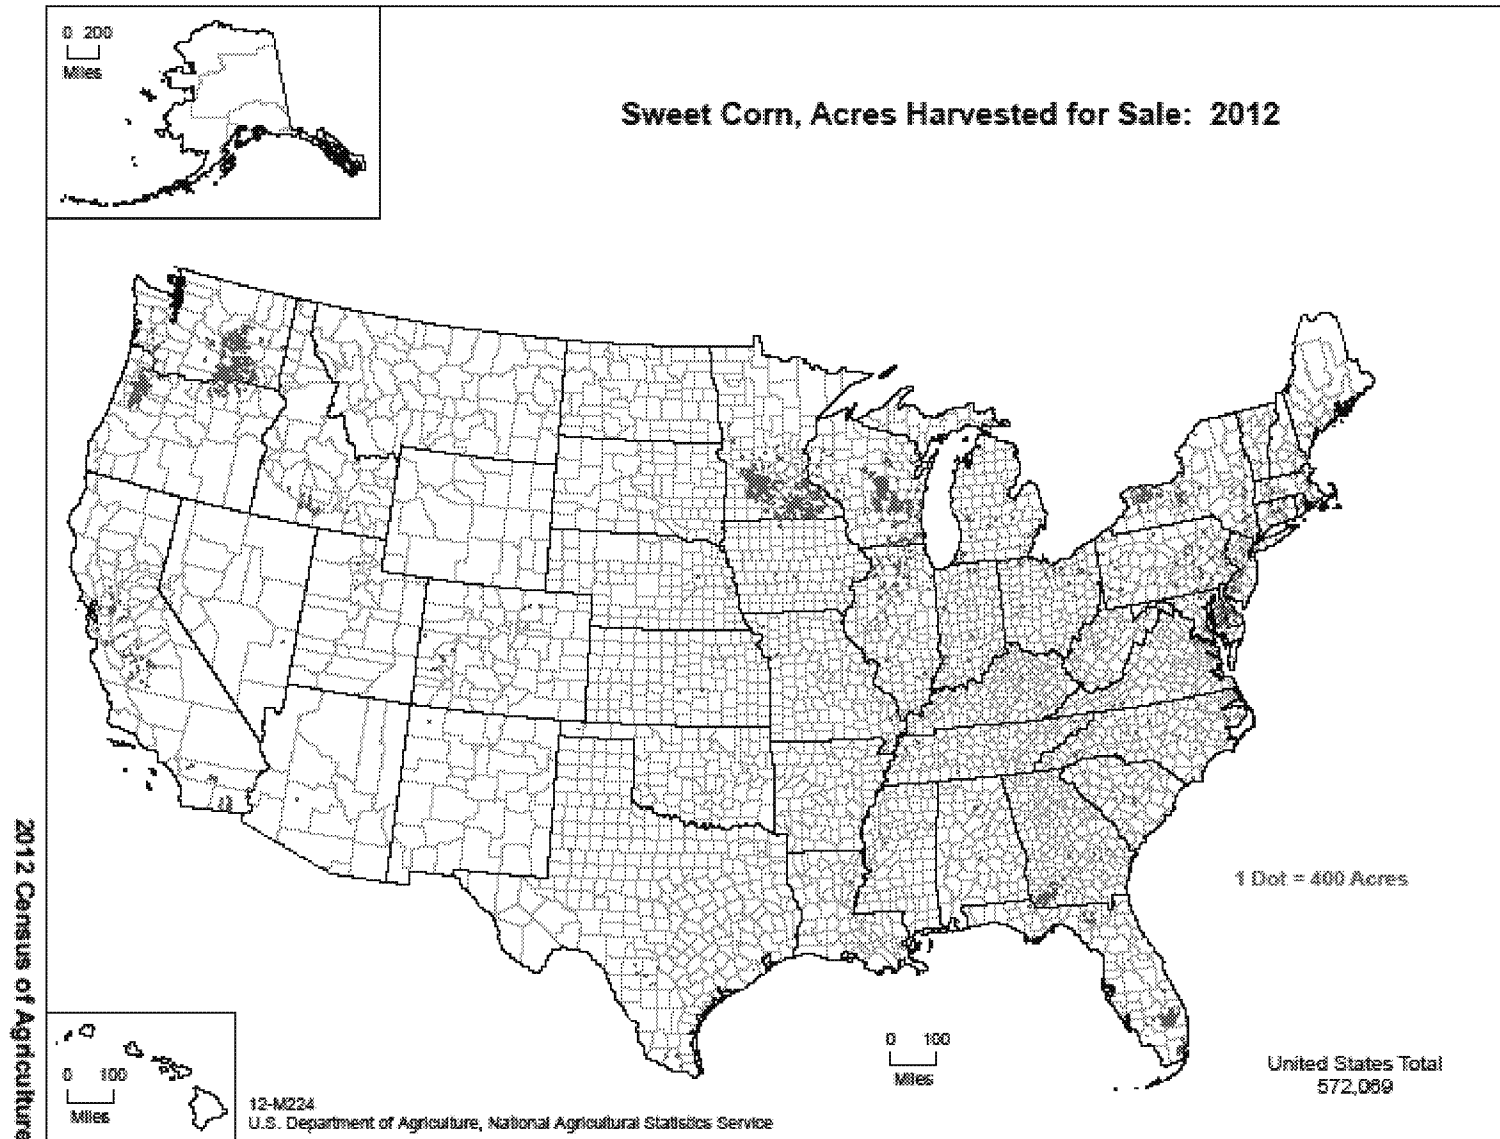 0 200
Miles
Sweet Corn, Acres Harvested for Sale: 2012
1 Dot = 400 Acres
2012 Census of Agriculture
0 100
Miles
United States Total
572,069
0 100
Miles
12-M224
U.S. Department of Agriculture, National Agricultural Statistics Service